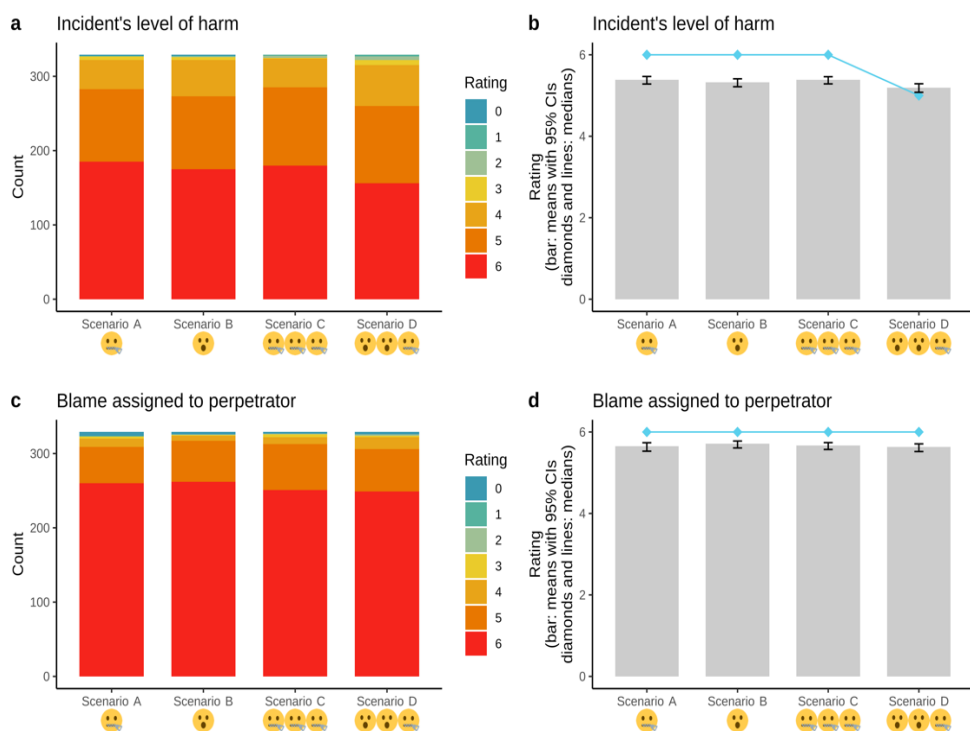 a Incident's level of harm
Count
300
200
100
0
Scenario A Scenario B Scenario C Scenario D
Rating
0
1
2
3
4
5
6
b Incident's level of harm
Rating
(bar: means with 95% CIs
diamonds and lines: medians)
6
4
2
0
Scenario A Scenario B Scenario C Scenario D
c Blame assigned to perpetrator
Count
300
200
100
0
Scenario A Scenario B Scenario C Scenario D
Rating
0
1
2
3
4
5
6
d Blame assigned to perpetrator
Rating
(bar: means with 95% CIs
diamonds and lines: medians)
6
4
2
0
Scenario A Scenario B Scenario C Scenario D